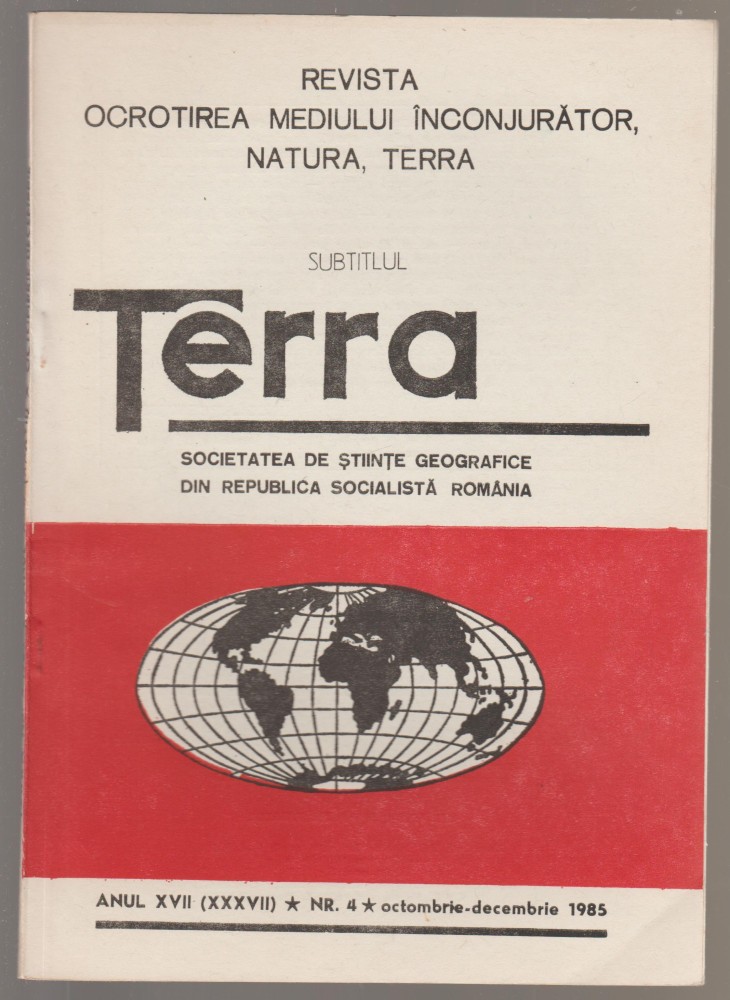 REVISTA
OCROTIREA MEDIULUI ÎNCONJURĂTOR,
NATURA, TERRA
SUBTITLUL
Terra
SOCIETATEA DE ȘTIINȚE GEOGRAFICE
DIN REPUBLICA SOCIALISTĂ ROMÂNIA
ANUL XVII (XXXVII) ★ NR. 4 ★ octombrie-decembrie 1985